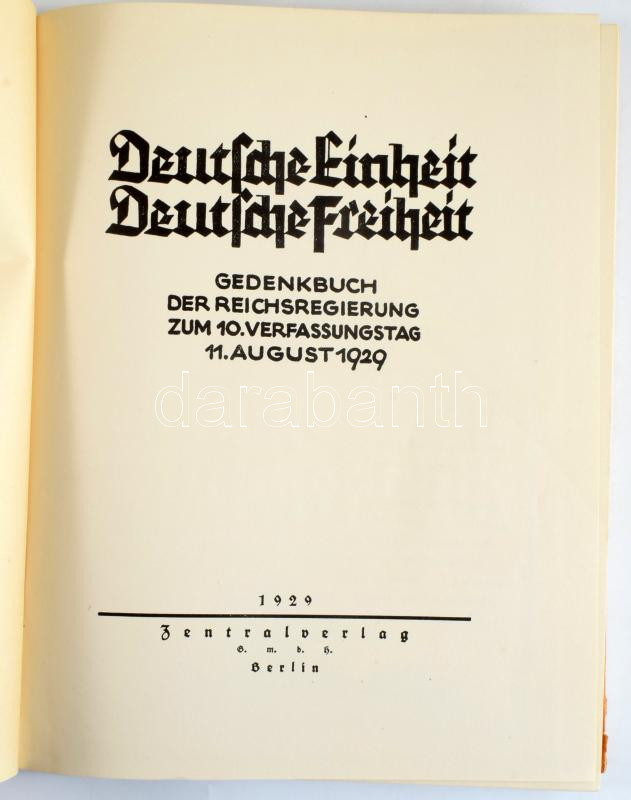 Deutsche Einheit
Deutsche Freiheit
GEDENKBUCH
DER REICHSREGIERUNG
ZUM 10. VERFASSUNGSTAG
11. AUGUST 1929
darabanth
1929
Zentralverlag
G. m. b. H.
Berlin